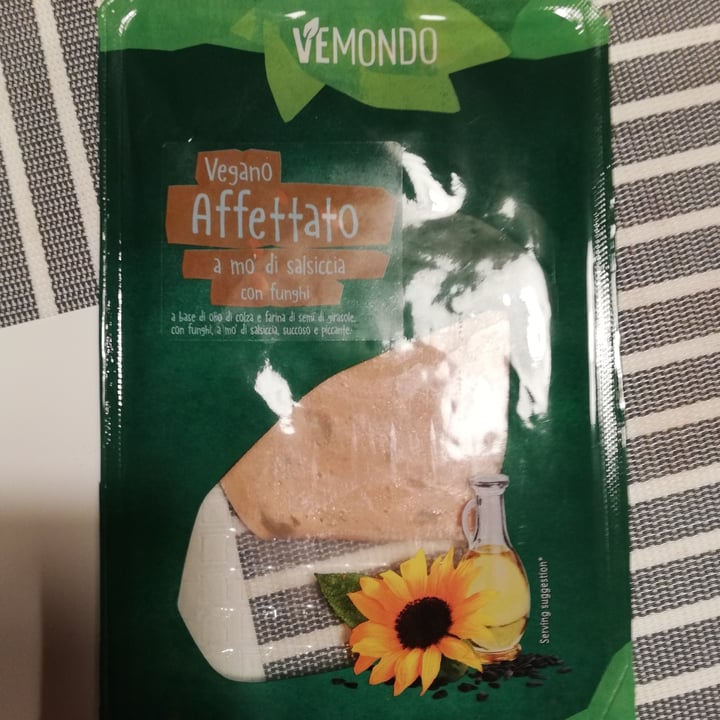 VEMONDO
Vegano
Affettato
a mo' di salsiccia
con funghi
a base di olio di colza e farina di semi di girasole,
con funghi, a mo' di salsiccia, succoso e piccante.
Serving suggestion*